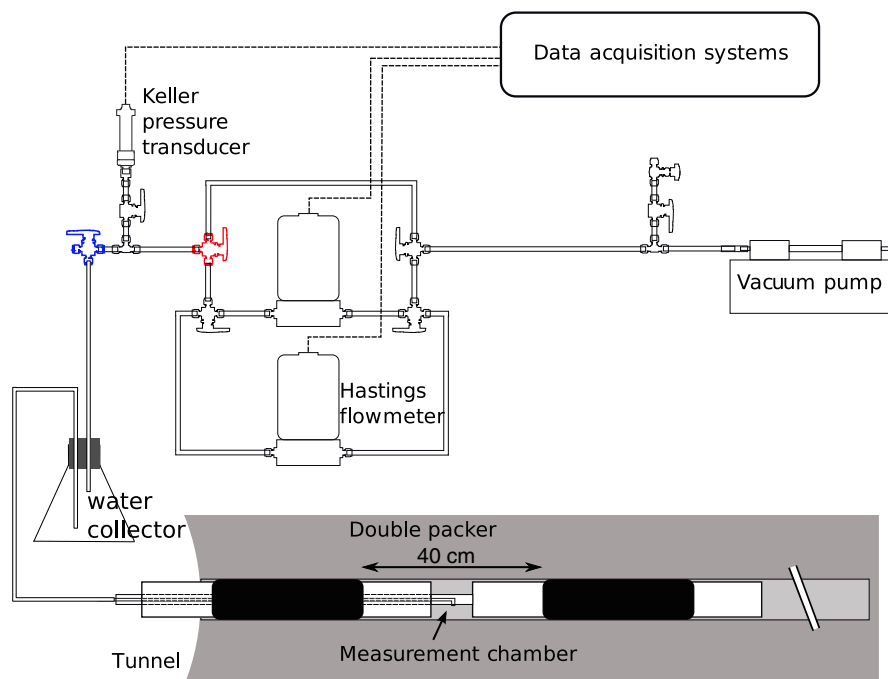 Data acquisition systems
Keller
pressure
transducer
Vacuum pump
Hastings
flowmeter
water
collector
Double packer
40 cm
Measurement chamber
Tunnel